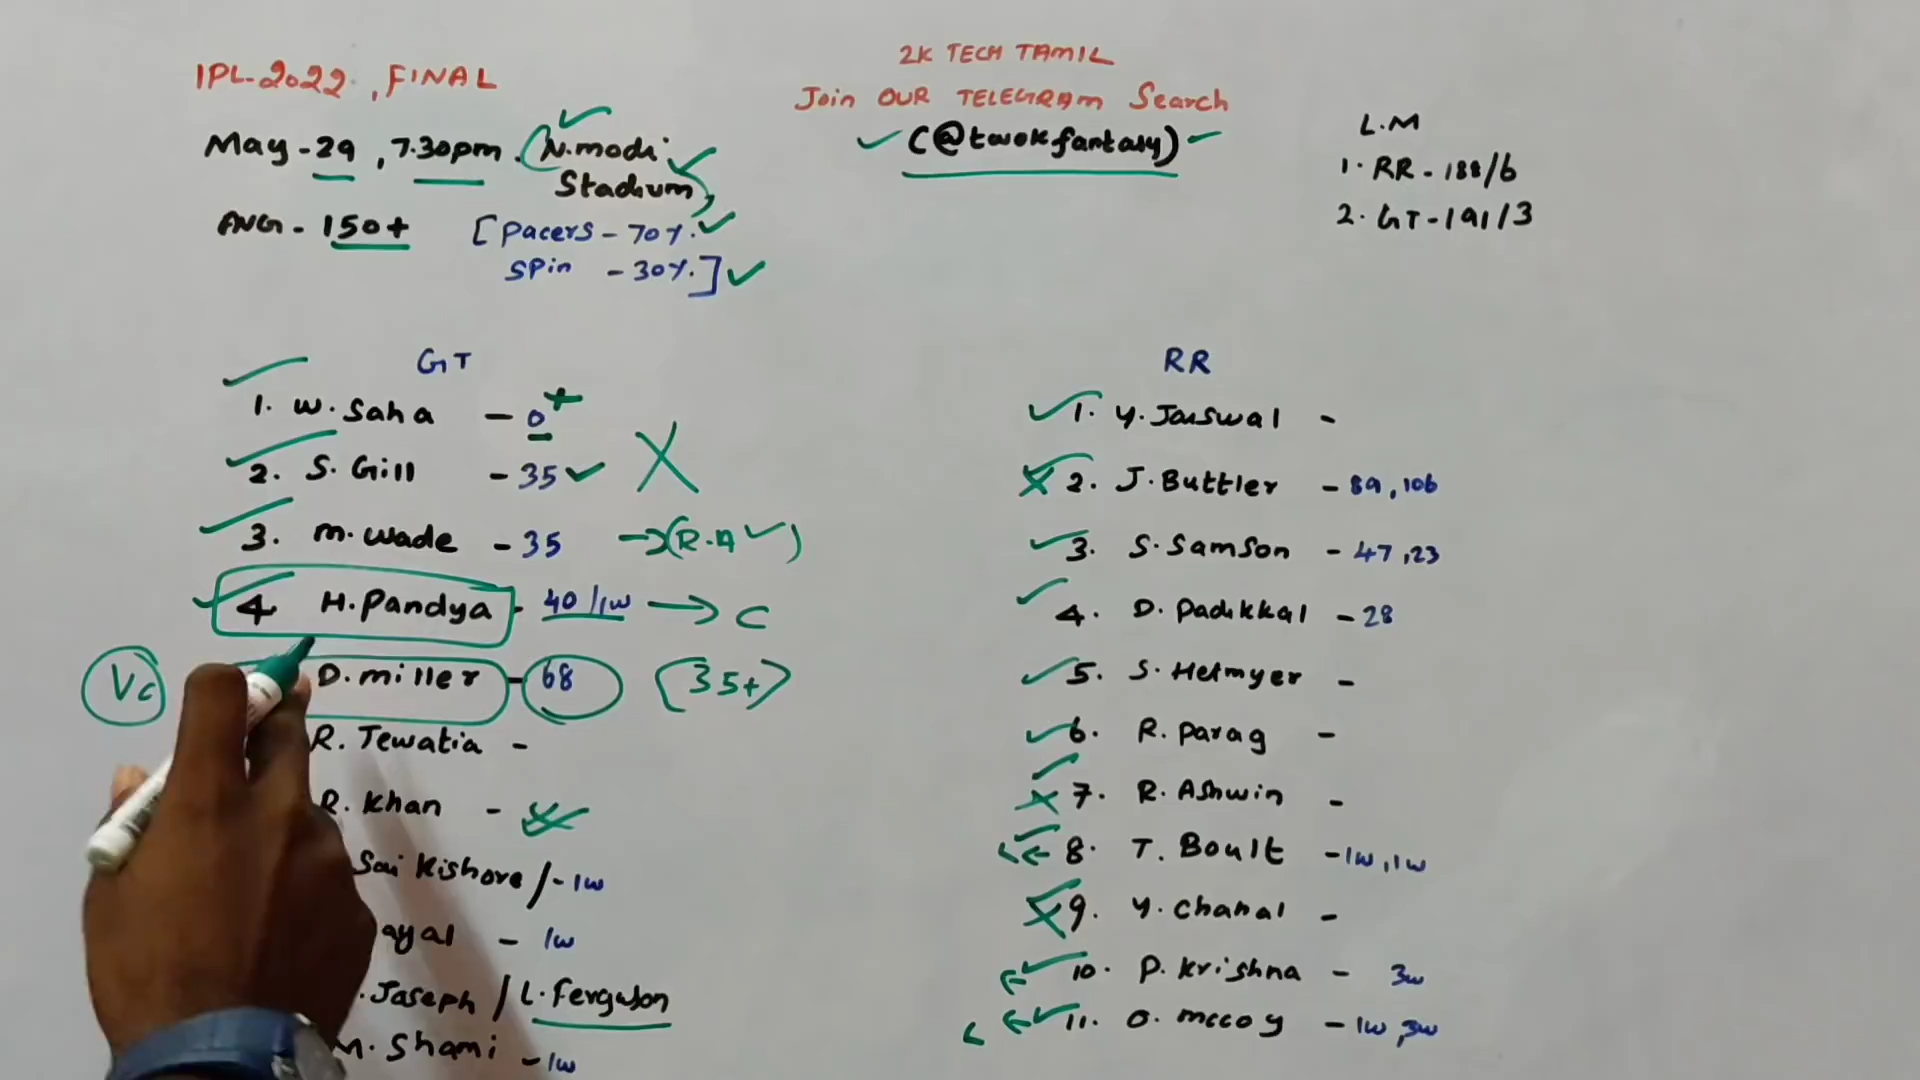 IPL-2022, FINAL
2K TECH TAMIL
Join OUR TELEGRAM Search
(@twokfantasy)
May-29, 7.30pm. (N.modi
Stadium)
AVG - 150+ [Pacers - 70%.
SPin - 30%.]
L.M
1. RR - 188/6
2. GT - 191/3
GT
1. W. Saha - 0
2. S. Gill - 35
3. M. Wade - 35 →(R.A)
4 H. Pandya - 40/1w → C
Vc D. miller - 68 (35+)
R. Tewatia -
R. Khan -
Sai Kishore / - 1w
ayal - 1w
. Joseph / L. Ferguson
M. Shami - 1w
RR
1. Y. Jaiswal -
2. J. Buttler - 89, 106
3. S. Samson - 47, 23
4. D. Padikkal - 28
5. S. Hetmyer -
6. R. Parag -
7. R. Ashwin -
8. T. Boult - 1w, 1w
9. Y. Chahal -
10. P. Krishna - 3w
11. O. mccoy - 1w, 3w